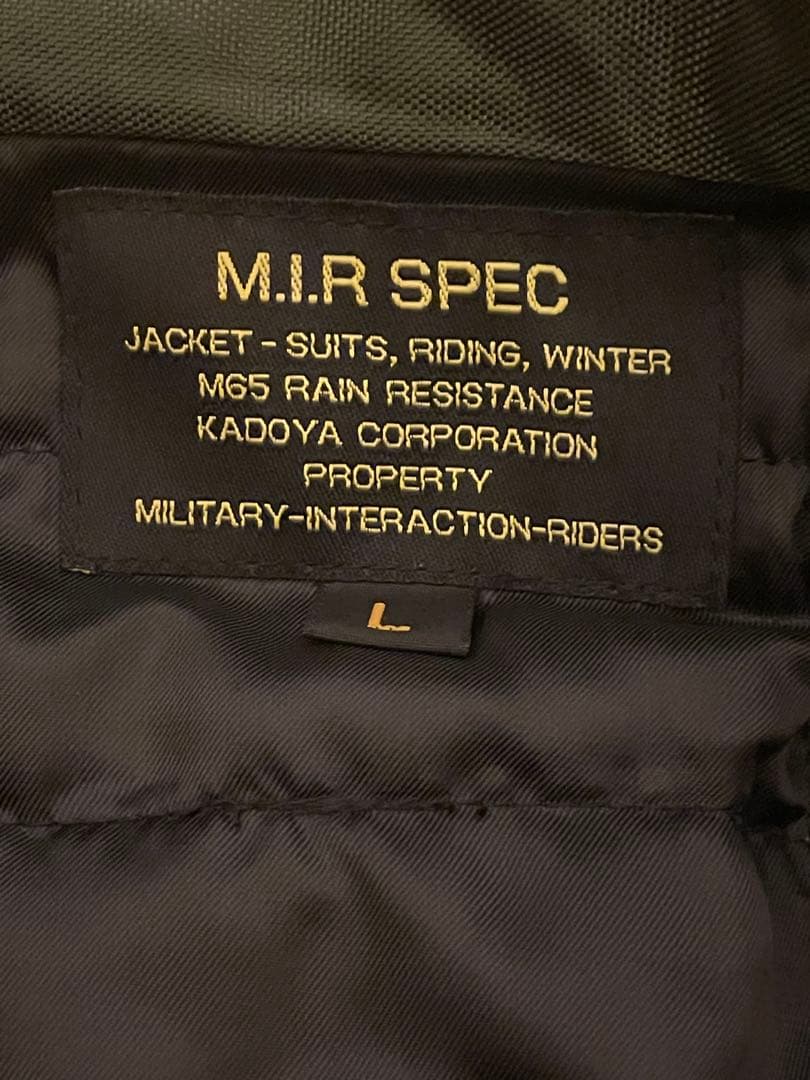 M.I.R SPEC
JACKET - SUITS, RIDING, WINTER
M65 RAIN RESISTANCE
KADOYA CORPORATION
PROPERTY
MILITARY-INTERACTION-RIDERS
L